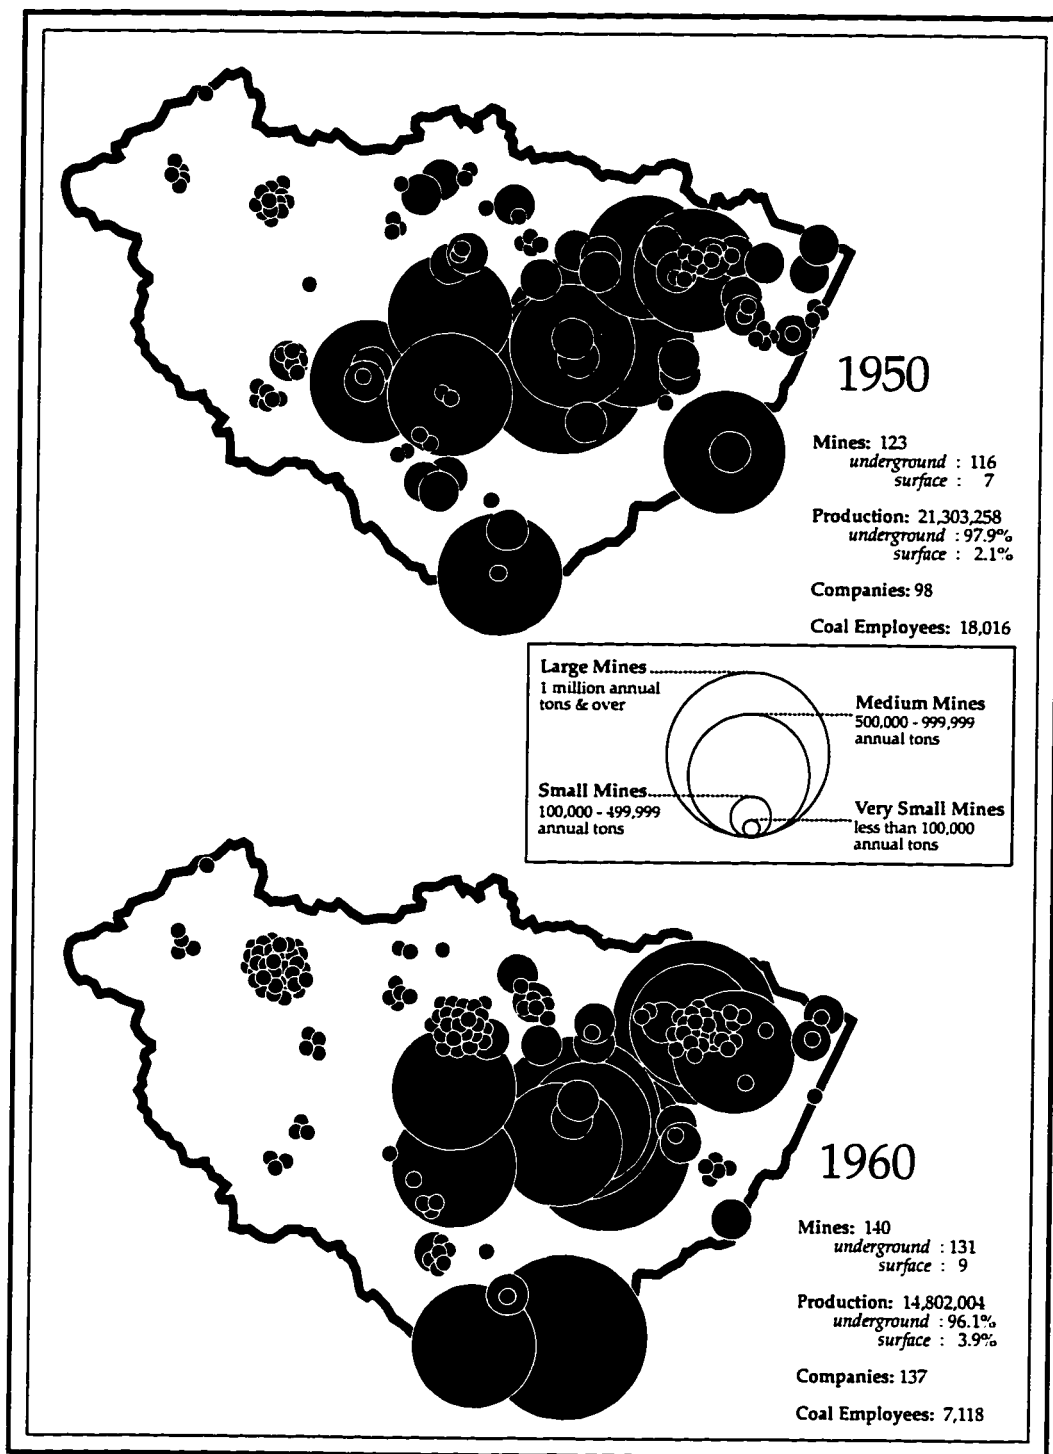 1950
Mines: 123
underground : 116
surface : 7
Production: 21,303,258
underground : 97.9%
surface : 2.1%
Companies: 98
Coal Employees: 18,016
Large Mines
1 million annual
tons & over
Medium Mines
500,000 - 999,999
annual tons
Small Mines
100,000 - 499,999
annual tons
Very Small Mines
less than 100,000
annual tons
1960
Mines: 140
underground : 131
surface : 9
Production: 14,802,004
underground : 96.1%
surface : 3.9%
Companies: 137
Coal Employees: 7,118